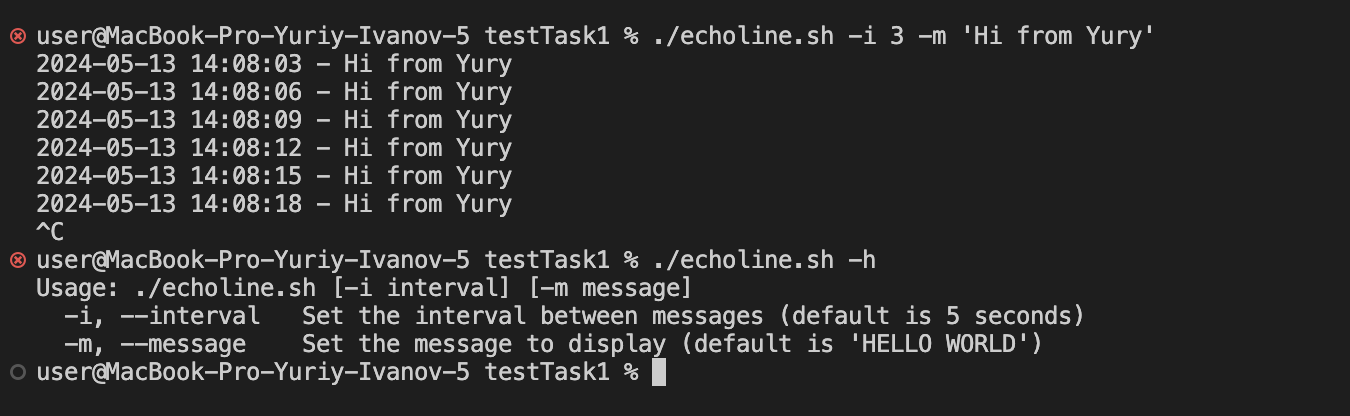 user@MacBook-Pro-Yuriy-Ivanov-5 testTask1 % ./echoline.sh -i 3 -m 'Hi from Yury'
2024-05-13 14:08:03 - Hi from Yury
2024-05-13 14:08:06 - Hi from Yury
2024-05-13 14:08:09 - Hi from Yury
2024-05-13 14:08:12 - Hi from Yury
2024-05-13 14:08:15 - Hi from Yury
2024-05-13 14:08:18 - Hi from Yury
^C
user@MacBook-Pro-Yuriy-Ivanov-5 testTask1 % ./echoline.sh -h
Usage: ./echoline.sh [-i interval] [-m message]
  -i, --interval   Set the interval between messages (default is 5 seconds)
  -m, --message    Set the message to display (default is 'HELLO WORLD')
user@MacBook-Pro-Yuriy-Ivanov-5 testTask1 %